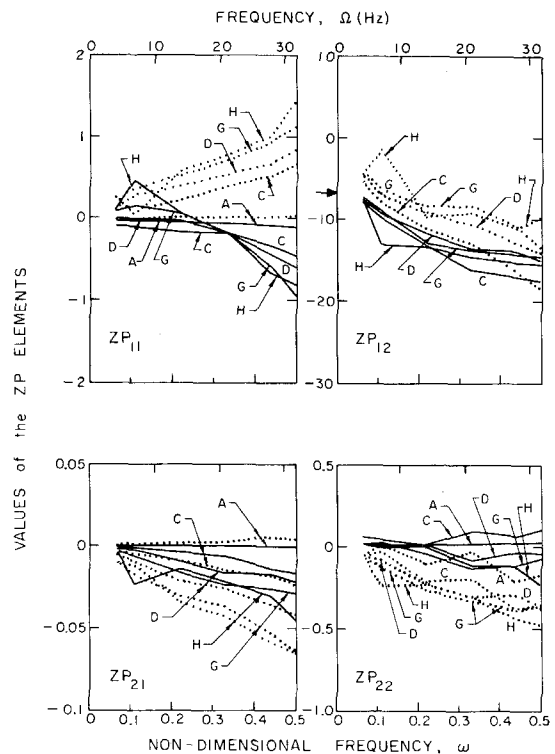 FREQUENCY, Ω (Hz)
0 10 20 30
0 10 20 30
2
1
0
-1
-2
H
H
G
D
A
C
D
A
G
C
C
D
G
H
ZP11
10
0
-10
-20
-30
H
G
C
G
D
H
H
D
G
C
ZP12
VALUES of the ZP ELEMENTS
0.05
0
-0.05
-0.1
A
C
D
H
G
ZP21
0 0.1 0.2 0.3 0.4 0.5
0.5
0
-0.5
-1.0
A
C
D
G
H
C
A
D
H
G
D
G
H
ZP22
0 0.1 0.2 0.3 0.4 0.5
NON-DIMENSIONAL FREQUENCY, ω